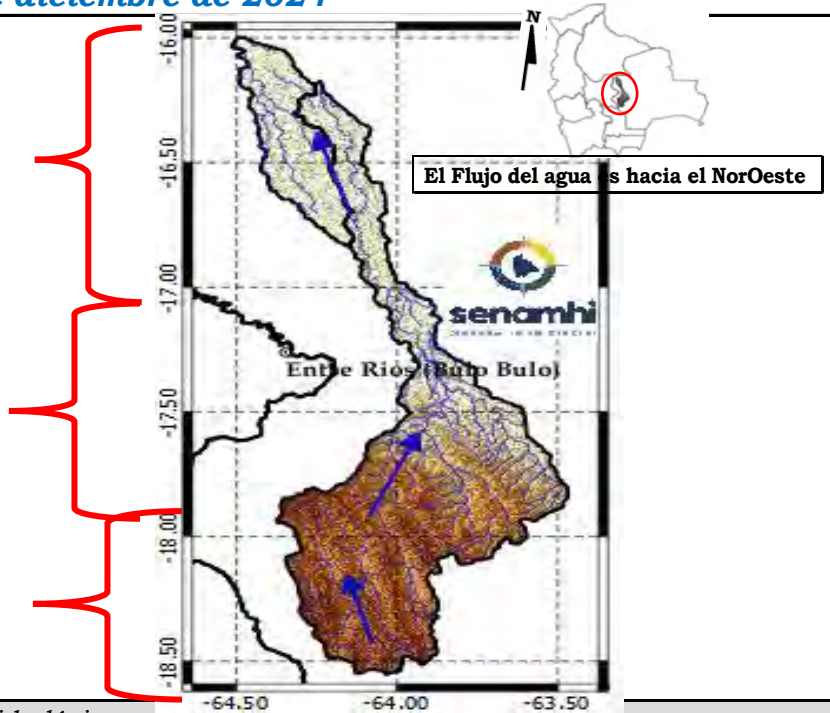 diciembre de 2024
N
El Flujo del agua es hacia el NorOeste
senamhi
Entre Rios (Bulo Bulo)
-16.00
-16.50
-17.00
-17.50
-18.00
-18.50
-64.50 -64.00 -63.50